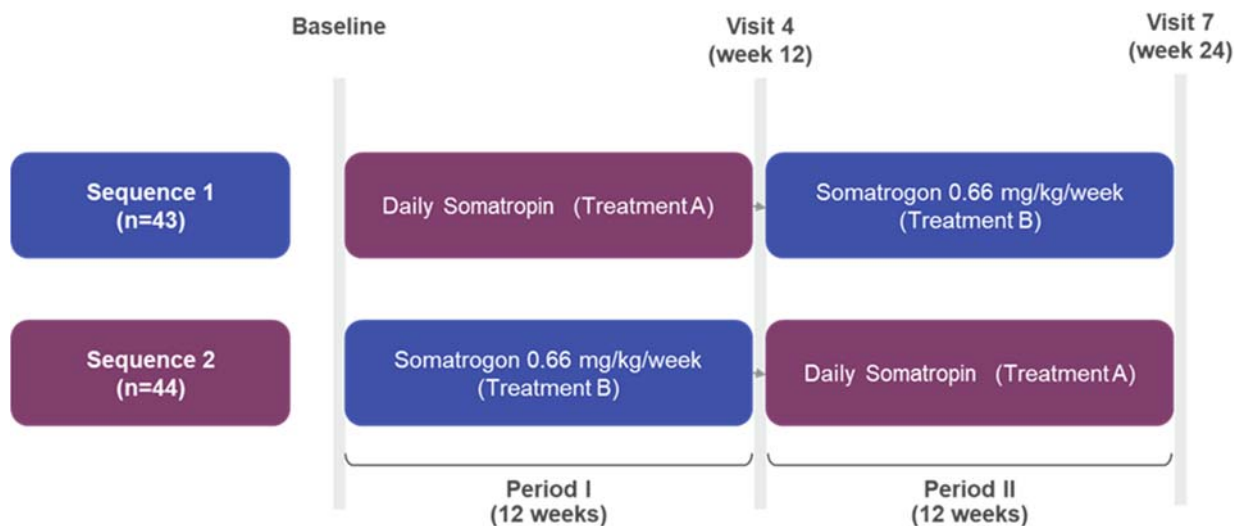 Baseline
Visit 4
(week 12)
Visit 7
(week 24)
Sequence 1
(n=43)
Daily Somatropin (Treatment A)
Somatrogon 0.66 mg/kg/week
(Treatment B)
Sequence 2
(n=44)
Somatrogon 0.66 mg/kg/week
(Treatment B)
Daily Somatropin (Treatment A)
Period I
(12 weeks)
Period II
(12 weeks)